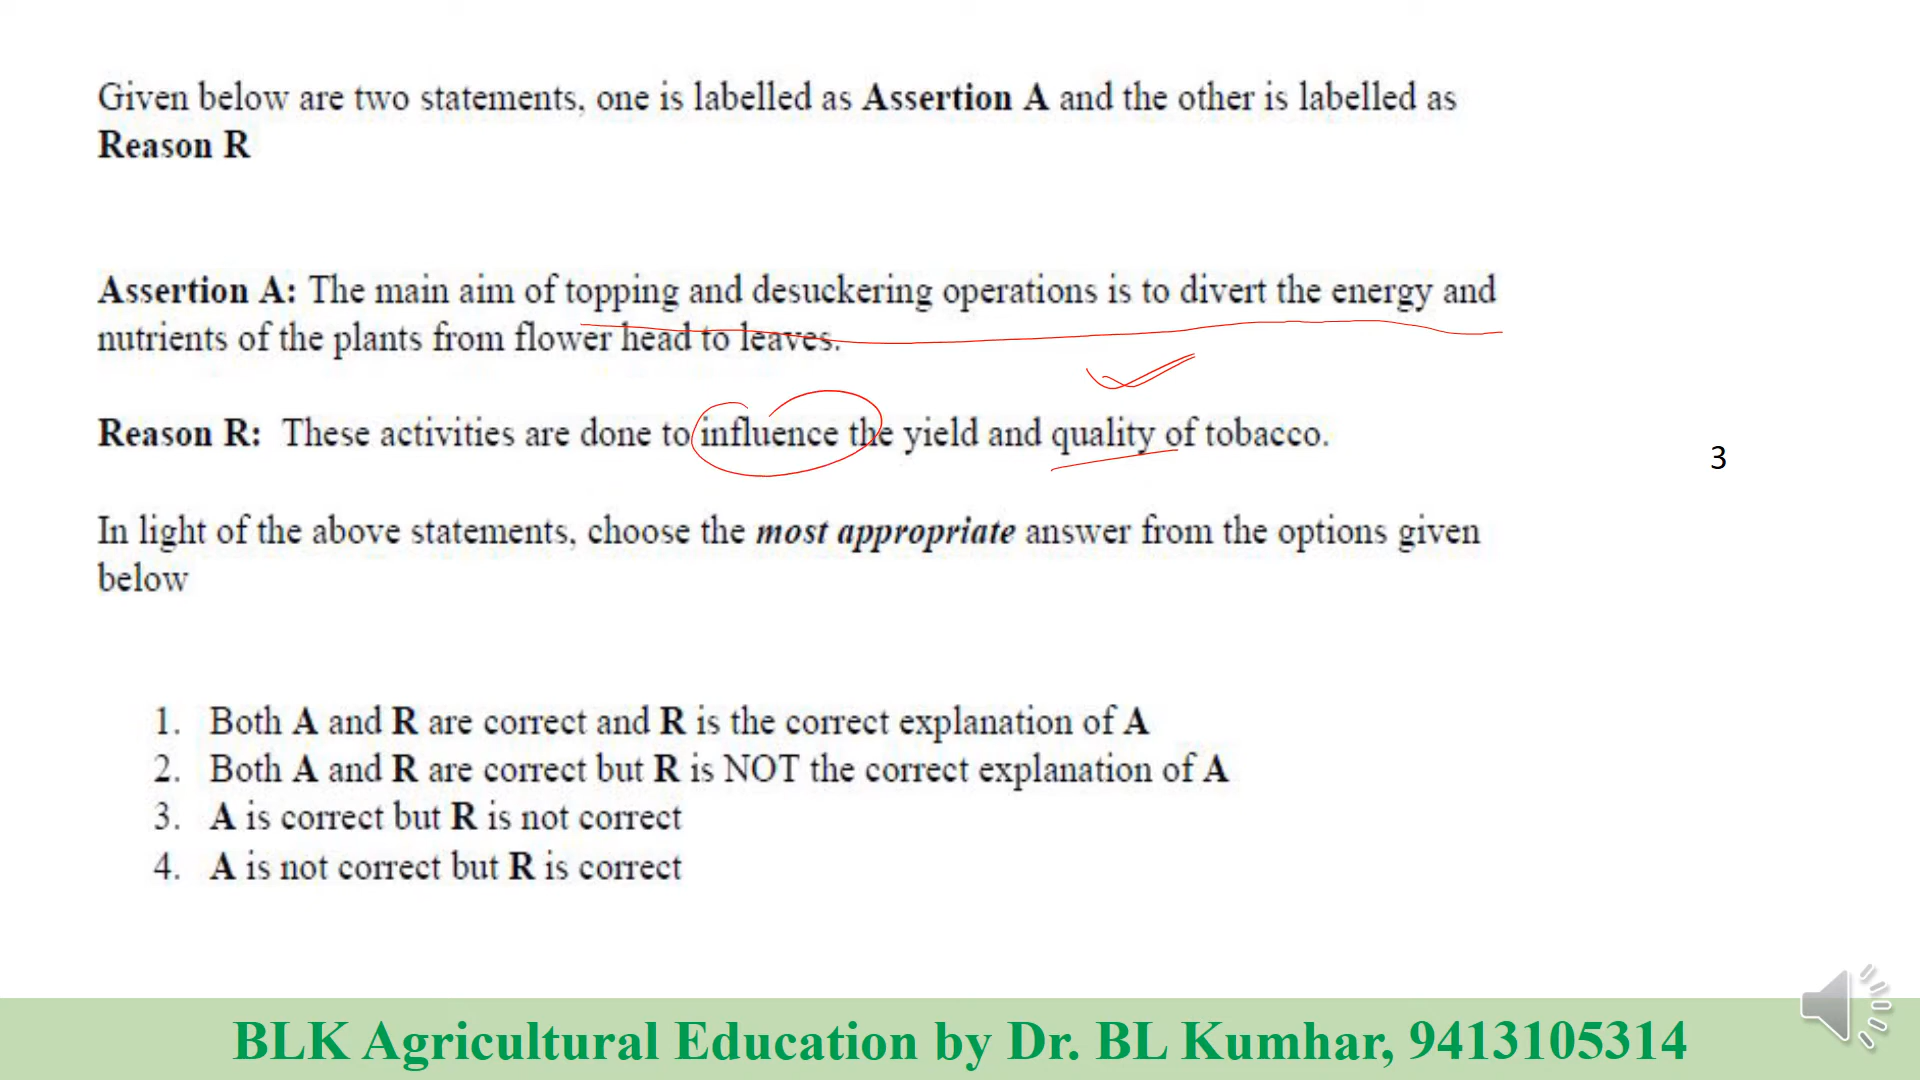 Given below are two statements, one is labelled as Assertion A and the other is labelled as
Reason R
Assertion A: The main aim of topping and desuckering operations is to divert the energy and
nutrients of the plants from flower head to leaves.
Reason R: These activities are done to influence the yield and quality of tobacco.
3
In light of the above statements, choose the most appropriate answer from the options given
below
1. Both A and R are correct and R is the correct explanation of A
2. Both A and R are correct but R is NOT the correct explanation of A
3. A is correct but R is not correct
4. A is not correct but R is correct
BLK Agricultural Education by Dr. BL Kumhar, 9413105314